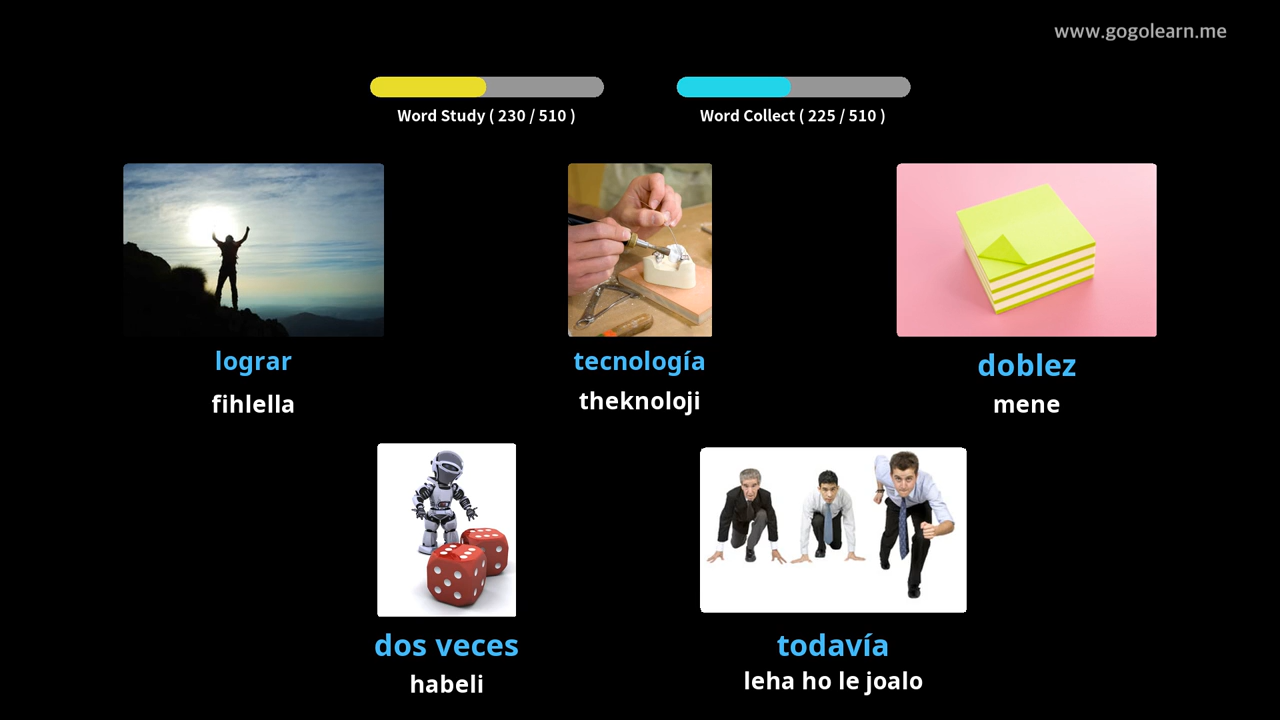 www.gogolearn.me
Word Study ( 230 / 510 )
Word Collect ( 225 / 510 )
lograr
fihlella
tecnología
theknoloji
doblez
mene
dos veces
habeli
todavía
leha ho le joalo